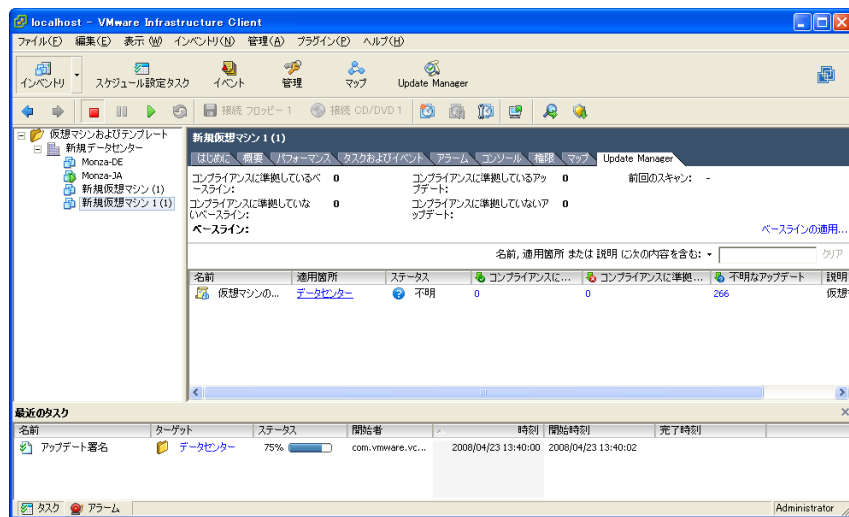 localhost - VMware Infrastructure Client
ファイル(F) 編集(E) 表示 (W) インベントリ(N) 管理(A) プラグイン(P) ヘルプ(H)
インベントリ スケジュール設定タスク イベント 管理 マップ Update Manager
接続 フロッピー 1 接続 CD/DVD 1
仮想マシンおよびテンプレート
新規データセンター
Monza-DE
Monza-JA
新規仮想マシン (1)
新規仮想マシン 1 (1)
新規仮想マシン 1 (1)
はじめに 概要 パフォーマンス タスクおよびイベント アラーム コンソール 権限 マップ Update Manager
コンプライアンスに準拠しているベースライン: 0 コンプライアンスに準拠しているアップデート: 0 前回のスキャン: -
コンプライアンスに準拠していないベースライン: 0 コンプライアンスに準拠していないアップデート: 0
ベースライン: ベースラインの適用...
名前, 適用箇所 または 説明 に次の内容を含む: クリア
名前 適用箇所 ステータス コンプライアンスに... コンプライアンスに準拠... 不明なアップデート 説明
仮想マシンの... データセンター 不明 0 0 266 仮想
最近のタスク
名前 ターゲット ステータス 開始者 時刻 開始時刻 完了時刻
アップデート署名 データセンター 75% com.vmware.vc... 2008/04/23 13:40:00 2008/04/23 13:40:02
タスク アラーム Administrator